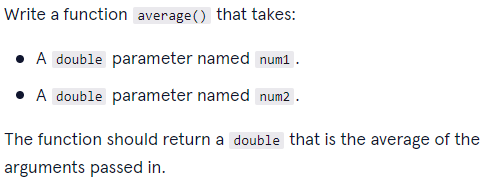 Write a function average() that takes:
• A double parameter named num1 .
• A double parameter named num2 .
The function should return a double that is the average of the
arguments passed in.